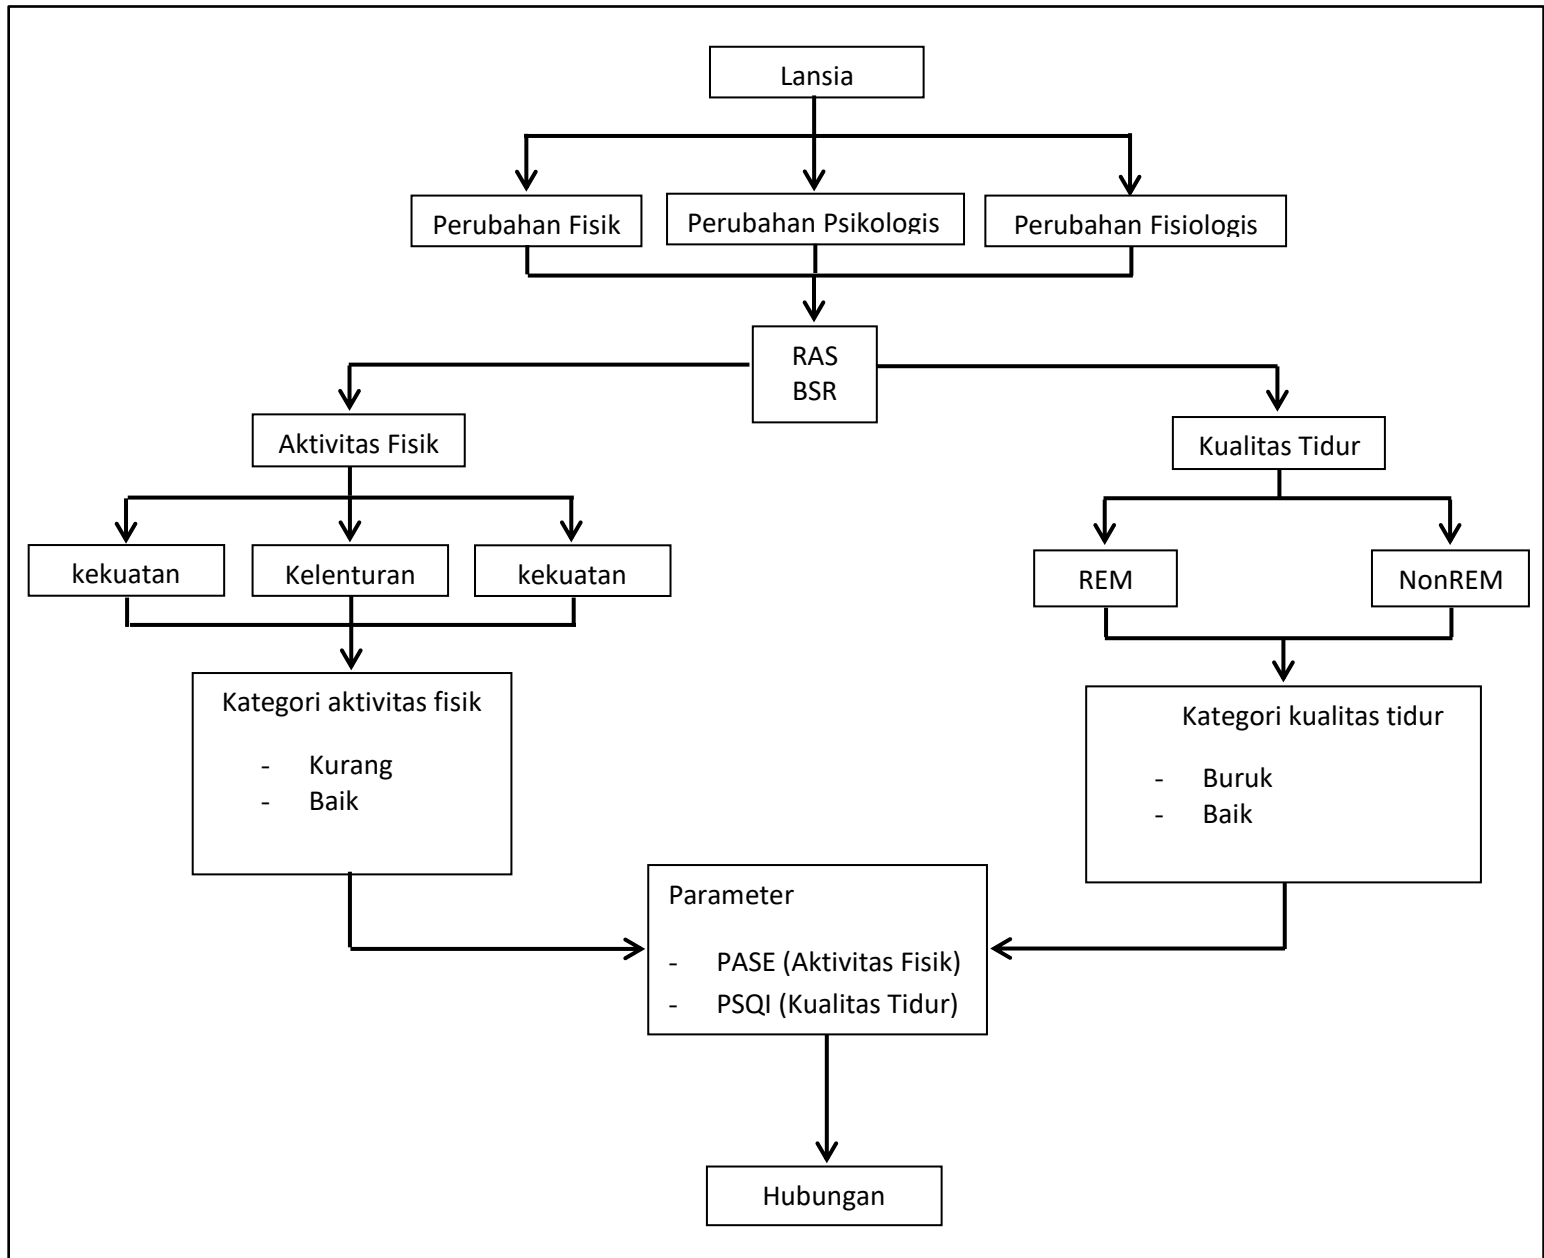 Lansia
Perubahan Fisik
Perubahan Psikologis
Perubahan Fisiologis
RAS
BSR
Aktivitas Fisik
Kualitas Tidur
kekuatan
Kelenturan
kekuatan
REM
NonREM
Kategori aktivitas fisik
- Kurang
- Baik
Kategori kualitas tidur
- Buruk
- Baik
Parameter
- PASE (Aktivitas Fisik)
- PSQI (Kualitas Tidur)
Hubungan